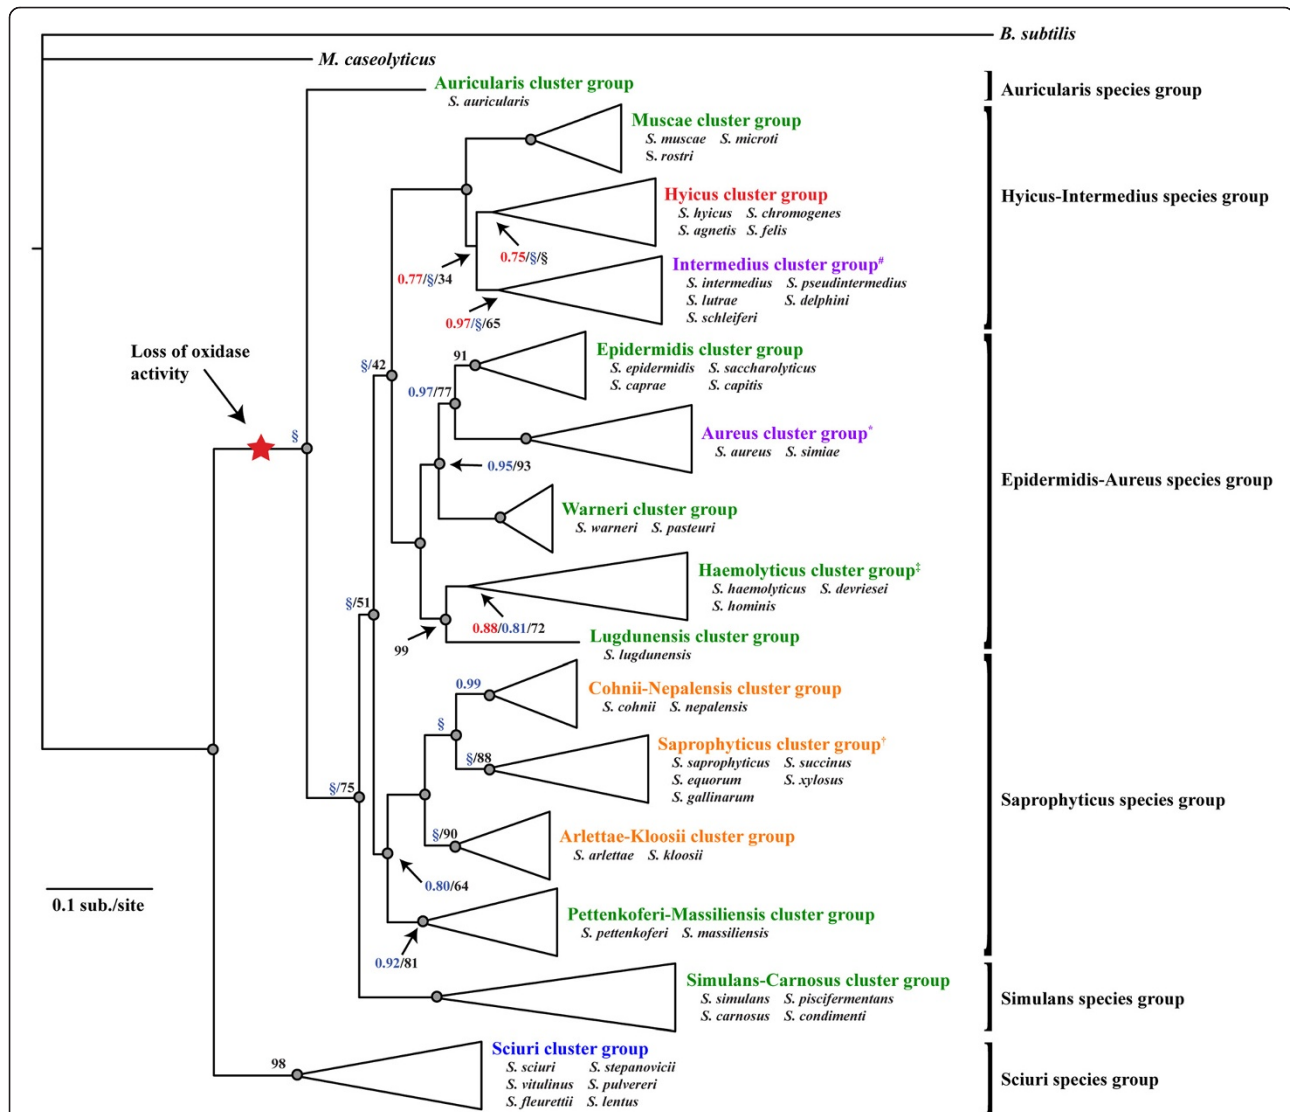 B. subtilis
M. caseolyticus
Auricularis cluster group
S. auricularis
Auricularis species group
Muscae cluster group
S. muscae S. microti
S. rostri
Hyicus cluster group
S. hyicus S. chromogenes
S. agnetis S. felis
Hyicus-Intermedius species group
0.75/§/§
0.77/§/34
Intermedius cluster group#
S. intermedius S. pseudintermedius
S. lutrae S. delphini
S. schleiferi
0.97/§/65
Loss of oxidase
activity
§/42
91
Epidermidis cluster group
S. epidermidis S. saccharolyticus
S. caprae S. capitis
0.97/77
§
Aureus cluster group*
S. aureus S. simiae
0.95/93
Epidermidis-Aureus species group
Warneri cluster group
S. warneri S. pasteuri
Haemolyticus cluster group‡
S. haemolyticus S. devriesei
S. hominis
§/51
0.88/0.81/72
99
Lugdunensis cluster group
S. lugdunensis
0.99
Cohnii-Nepalensis cluster group
S. cohnii S. nepalensis
§
Saprophyticus cluster group†
S. saprophyticus S. succinus
S. equorum S. xylosus
S. gallinarum
§/88
§/75
Saprophyticus species group
§/90
Arlettae-Kloosii cluster group
S. arlettae S. kloosii
0.80/64
0.1 sub./site
Pettenkoferi-Massiliensis cluster group
S. pettenkoferi S. massiliensis
0.92/81
Simulans-Carnosus cluster group
S. simulans S. piscifermentans
S. carnosus S. condimenti
Simulans species group
98
Sciuri cluster group
S. sciuri S. stepanovicii
S. vitulinus S. pulvereri
S. fleurettii S. lentus
Sciuri species group